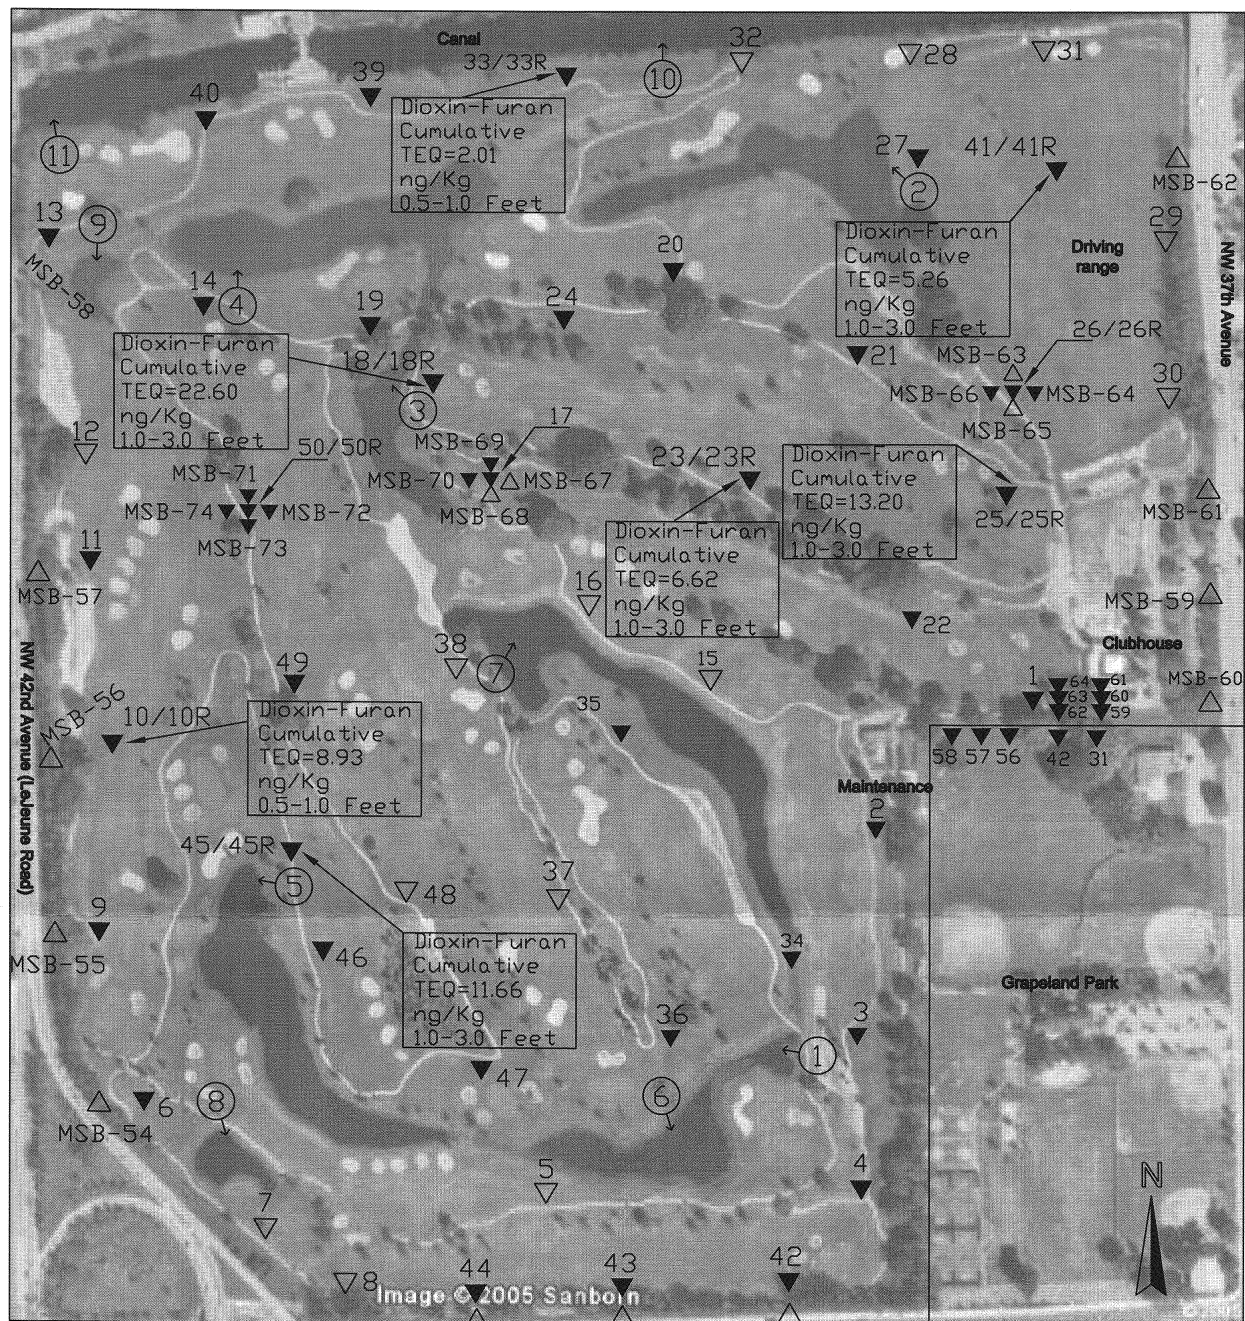 Canal
32
28
31
33/33R
10
39
40
Dioxin-Furan
Cumulative
TEQ=2.01
ng/Kg
0.5-1.0 Feet
11
27
41/41R
2
MSB-62
13
9
MSB-58
29
Dioxin-Furan
Cumulative
TEQ=5.26
ng/Kg
1.0-3.0 Feet
Driving
range
NW 37th Avenue
20
14
4
19
24
21
26/26R
MSB-63
MSB-66
MSB-64
MSB-65
30
Dioxin-Furan
Cumulative
TEQ=22.60
ng/Kg
1.0-3.0 Feet
18/18R
3
12
50/50R
MSB-71
MSB-74
MSB-72
MSB-73
MSB-69
17
MSB-70
MSB-67
MSB-68
23/23R
Dioxin-Furan
Cumulative
TEQ=13.20
ng/Kg
1.0-3.0 Feet
25/25R
MSB-61
11
MSB-57
Dioxin-Furan
Cumulative
TEQ=6.62
ng/Kg
1.0-3.0 Feet
16
MSB-59
22
Clubhouse
38
7
15
49
NW 42nd Avenue (LeJeune Road)
MSB-56
10/10R
Dioxin-Furan
Cumulative
TEQ=8.93
ng/Kg
0.5-1.0 Feet
35
1
64
61
63
60
62
59
MSB-60
58
57
56
42
31
Maintenance
2
45/45R
5
48
37
9
MSB-55
46
Dioxin-Furan
Cumulative
TEQ=11.66
ng/Kg
1.0-3.0 Feet
34
Grapeland Park
36
3
1
47
6
MSB-54
6
8
5
4
N
7
8
44
43
42
Image © 2005 Sanborn